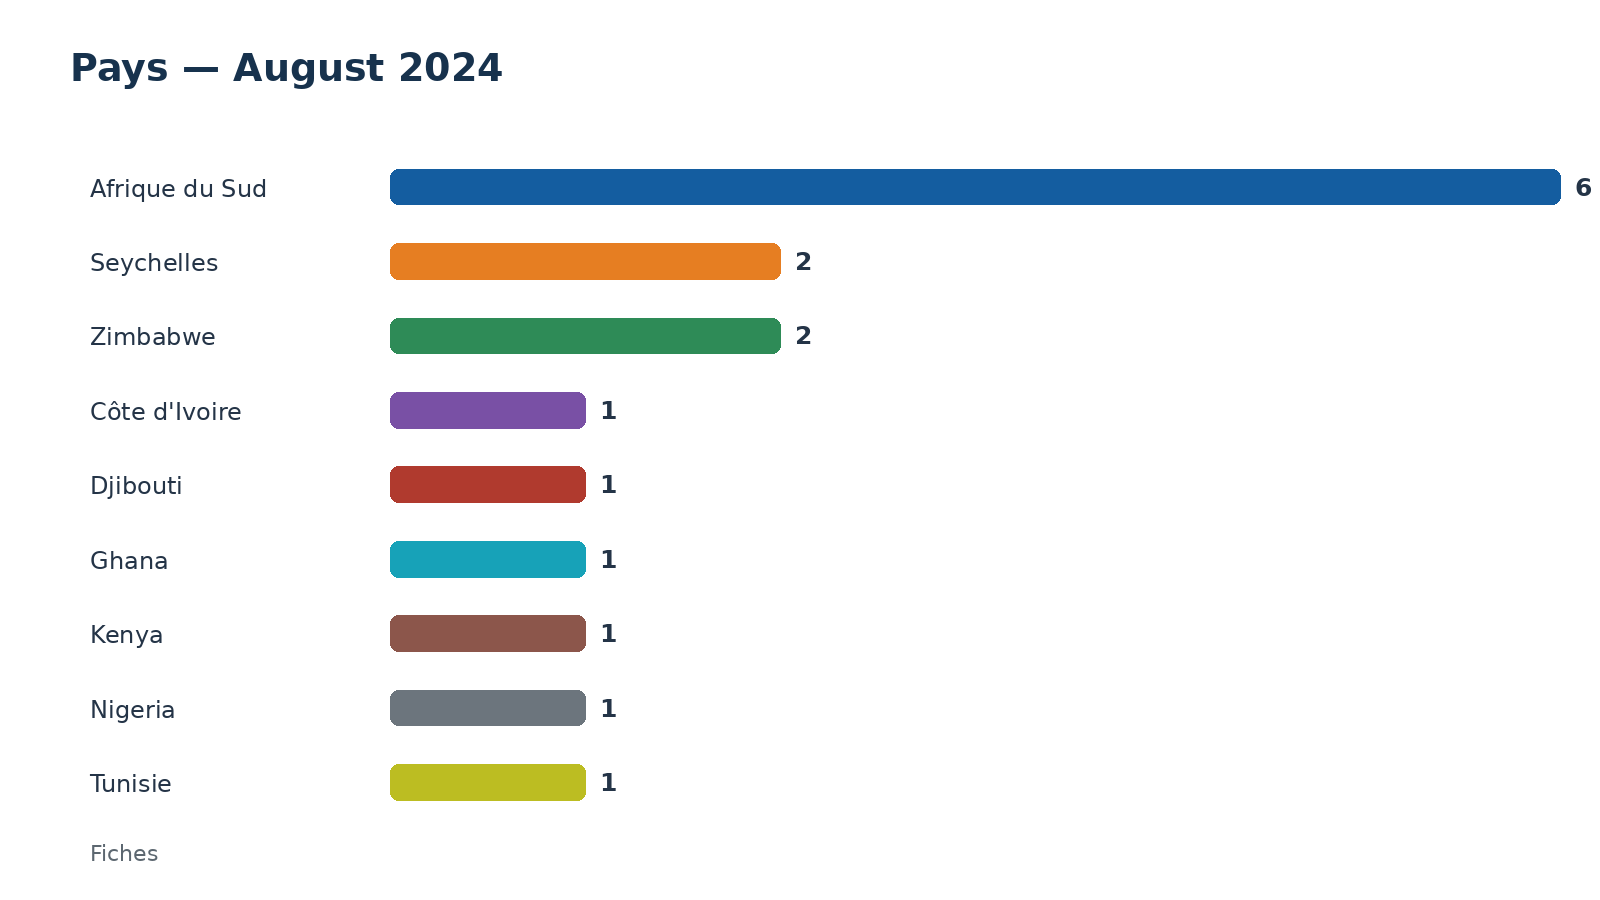 Pays — August 2024
Afrique du Sud 6
Seychelles 2
Zimbabwe 2
Côte d'Ivoire 1
Djibouti 1
Ghana 1
Kenya 1
Nigeria 1
Tunisie 1
Fiches